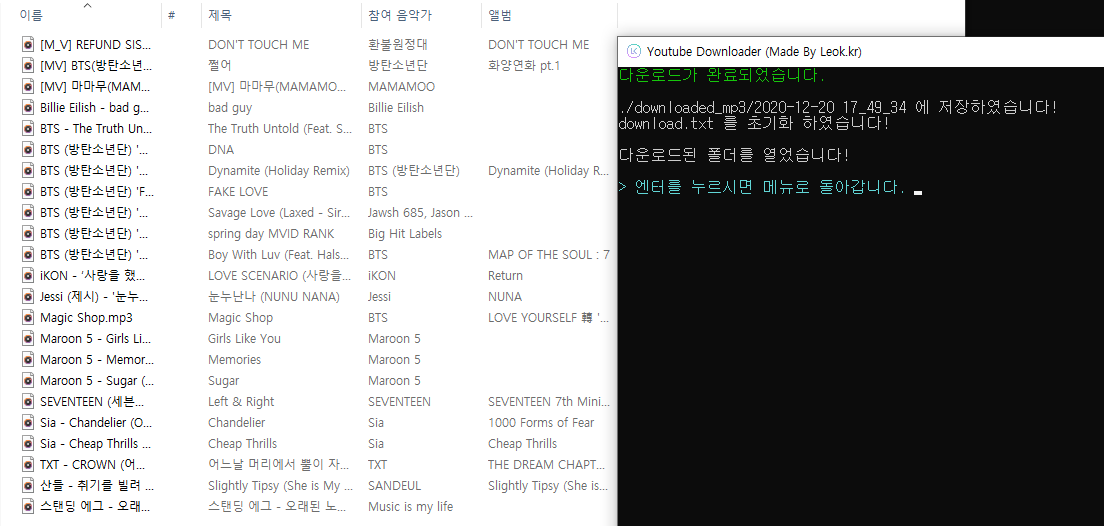 이름 # 제목 참여 음악가 앨범
[M_V] REFUND SIS... DON'T TOUCH ME 환불원정대 DON'T TOUCH ME
[MV] BTS(방탄소년... 쩔어 방탄소년단 화양연화 pt.1
[MV] 마마무(MAM... [MV] 마마무(MAMAMO... MAMAMOO
Billie Eilish - bad g... bad guy Billie Eilish
BTS - The Truth Un... The Truth Untold (Feat. S... BTS
BTS (방탄소년단) '... DNA BTS
BTS (방탄소년단) '... Dynamite (Holiday Remix) BTS (방탄소년단) Dynamite (Holiday R...
BTS (방탄소년단) 'F... FAKE LOVE BTS
BTS (방탄소년단) '... Savage Love (Laxed - Sir... Jawsh 685, Jason ...
BTS (방탄소년단) '... spring day MVID RANK Big Hit Labels
BTS (방탄소년단) '... Boy With Luv (Feat. Hals... BTS MAP OF THE SOUL : 7
iKON - '사랑을 했... LOVE SCENARIO (사랑을... iKON Return
Jessi (제시) - '눈누... 눈누난나 (NUNU NANA) Jessi NUNA
Magic Shop.mp3 Magic Shop BTS LOVE YOURSELF 轉 '...
Maroon 5 - Girls Li... Girls Like You Maroon 5
Maroon 5 - Memor... Memories Maroon 5
Maroon 5 - Sugar (... Sugar Maroon 5
SEVENTEEN (세븐... Left & Right SEVENTEEN SEVENTEEN 7th Mini...
Sia - Chandelier (O... Chandelier Sia 1000 Forms of Fear
Sia - Cheap Thrills ... Cheap Thrills Sia Cheap Thrills
TXT - CROWN (어... 어느날 머리에서 뿔이 자... TXT THE DREAM CHAPT...
산들 - 취기를 빌려 ... Slightly Tipsy (She is My ... SANDEUL Slightly Tipsy (She is...
스탠딩 에그 - 오래... 스탠딩 에그 - 오래된 노... Music is my life
Youtube Downloader (Made By Leok.kr)
다운로드가 완료되었습니다.
./downloaded_mp3/2020-12-20 17_49_34 에 저장하였습니다!
download.txt 를 초기화 하였습니다!
다운로드된 폴더를 열었습니다!
> 엔터를 누르시면 메뉴로 돌아갑니다.